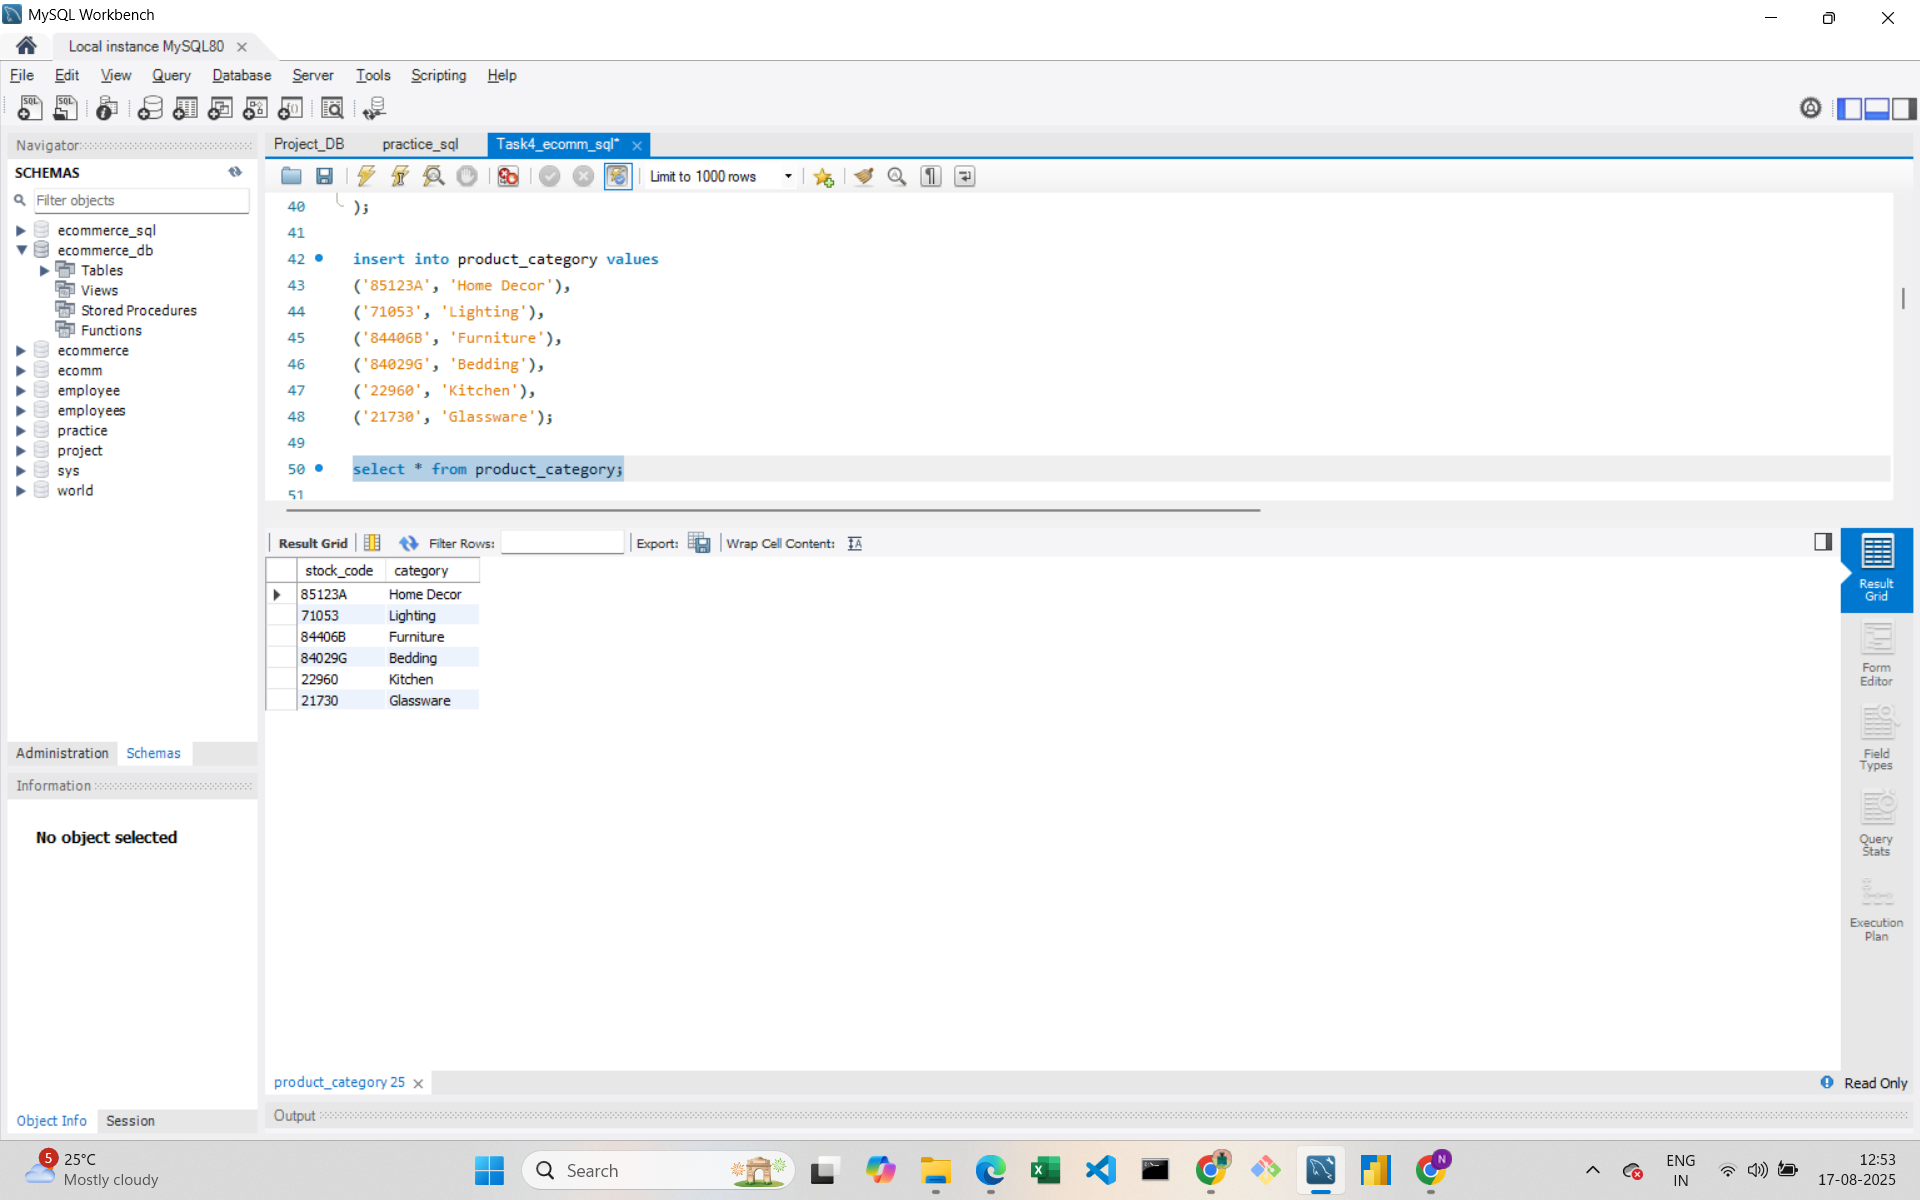 MySQL Workbench
Local instance MySQL80
File Edit View Query Database Server Tools Scripting Help
Navigator
SCHEMAS
Filter objects
ecommerce_sql
ecommerce_db
Tables
Views
Stored Procedures
Functions
ecommerce
ecomm
employee
employees
practice
project
sys
world
Administration Schemas
Information
No object selected
Object Info Session
Project_DB practice_sql Task4_ecomm_sql*
Limit to 1000 rows
40 );
41
42 insert into product_category values
43 ('85123A', 'Home Decor'),
44 ('71053', 'Lighting'),
45 ('84406B', 'Furniture'),
46 ('84029G', 'Bedding'),
47 ('22960', 'Kitchen'),
48 ('21730', 'Glassware');
49
50 select * from product_category;
51
Result Grid Filter Rows: Export: Wrap Cell Content:
stock_code category
85123A Home Decor
71053 Lighting
84406B Furniture
84029G Bedding
22960 Kitchen
21730 Glassware
Result
Grid
Form
Editor
Field
Types
Query
Stats
Execution
Plan
product_category 25
Read Only
Output
5
25°C
Mostly cloudy
Search
N
ENG
IN
12:53
17-08-2025